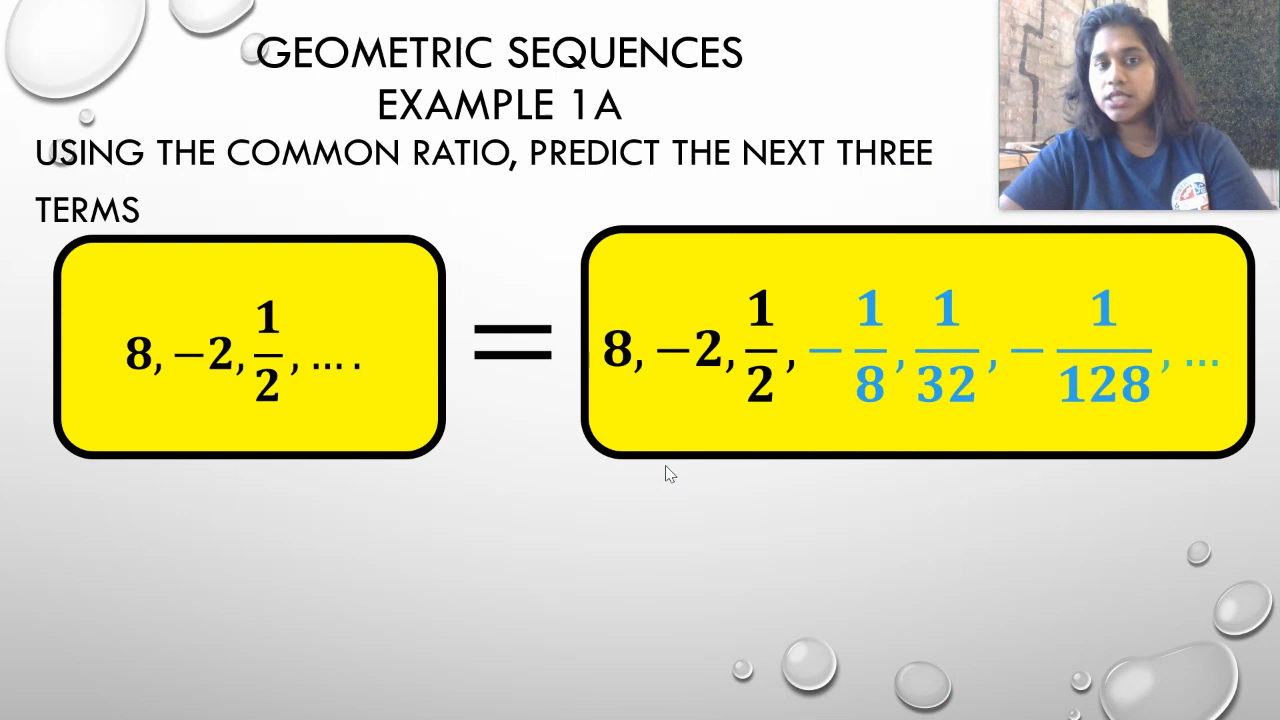 GEOMETRIC SEQUENCES
EXAMPLE 1A
USING THE COMMON RATIO, PREDICT THE NEXT THREE
TERMS
8, −2, 1/2, ... .
=
8, −2, 1/2, − 1/8, 1/32, − 1/128, ...